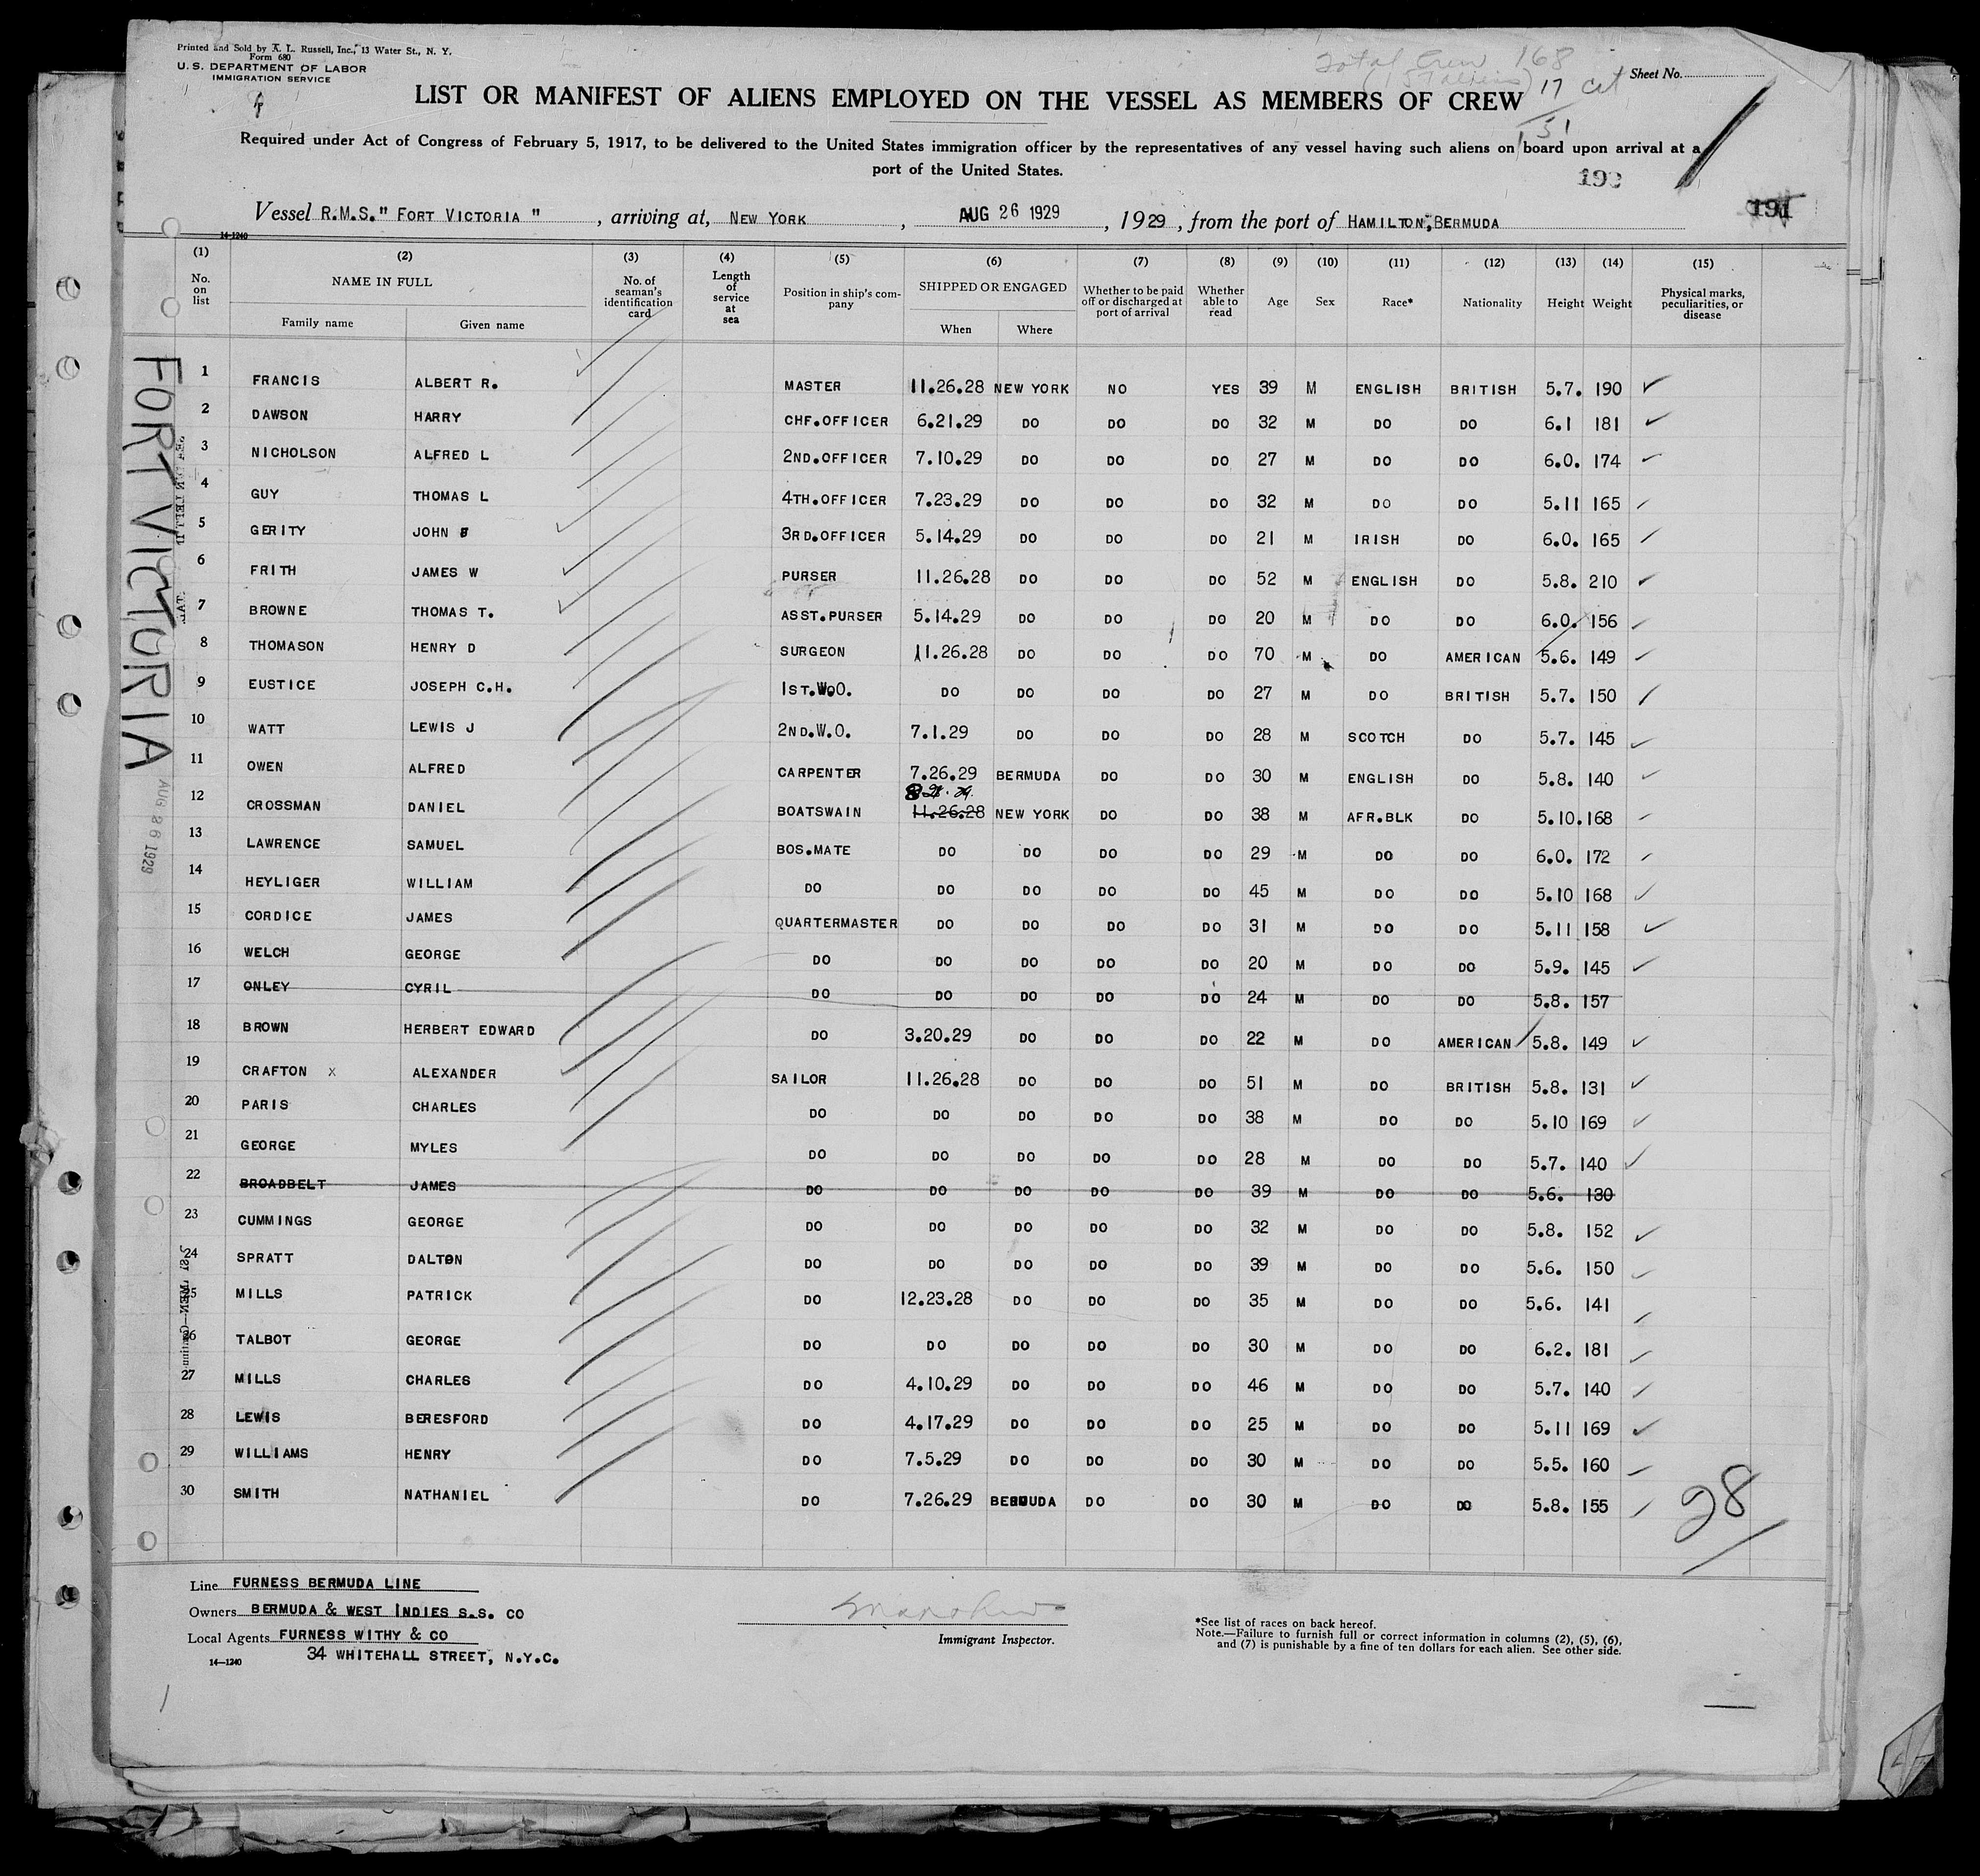 Printed and Sold by A. L. Russell, Inc., 13 Water St., N. Y.
Form 680
U. S. DEPARTMENT OF LABOR
IMMIGRATION SERVICE
Total Crew 168
17 cit
151
Sheet No.
LIST OR MANIFEST OF ALIENS EMPLOYED ON THE VESSEL AS MEMBERS OF CREW
Required under Act of Congress of February 5, 1917, to be delivered to the United States immigration officer by the representatives of any vessel having such aliens on board upon arrival at a
port of the United States.
191
Vessel R.M.S." FORT VICTORIA " , arriving at, NEW YORK , AUG 26 1929 , 1929 , from the port of HAMILTON, BERMUDA
14-1240
(1) (2) (3) (4) (5) (6) (7) (8) (9) (10) (11) (12) (13) (14) (15)
No. on list NAME IN FULL Family name Given name No. of seaman's identification card Length of service at sea Position in ship's company SHIPPED OR ENGAGED When Where Whether to be paid off or discharged at port of arrival Whether able to read Age Sex Race* Nationality Height Weight Physical marks, peculiarities, or disease
1 FRANCIS ALBERT R. MASTER 11.26.28 NEW YORK NO YES 39 M ENGLISH BRITISH 5.7. 190
2 DAWSON HARRY CHF.OFFICER 6.21.29 DO DO DO 32 M DO DO 6.1 181
3 NICHOLSON ALFRED L 2ND.OFFICER 7.10.29 DO DO DO 27 M DO DO 6.0. 174
4 GUY THOMAS L 4TH.OFFICER 7.23.29 DO DO DO 32 M DO DO 5.11 165
5 GERITY JOHN 3RD.OFFICER 5.14.29 DO DO DO 21 M IRISH DO 6.0. 165
6 FRITH JAMES W PURSER 11.26.28 DO DO DO 52 M ENGLISH DO 5.8. 210
7 BROWNE THOMAS T. ASST.PURSER 5.14.29 DO DO DO 20 M DO DO 6.0. 156
8 THOMASON HENRY D SURGEON 11.26.28 DO DO DO 70 M DO AMERICAN 5.6. 149
9 EUSTICE JOSEPH C.H. 1ST.W.O. DO DO DO DO 27 M DO BRITISH 5.7. 150
10 WATT LEWIS J 2ND.W.O. 7.1.29 DO DO DO 28 M SCOTCH DO 5.7. 145
11 OWEN ALFRED CARPENTER 7.26.29 BERMUDA DO DO 30 M ENGLISH DO 5.8. 140
12 CROSSMAN DANIEL BOATSWAIN 11.26.28 NEW YORK DO DO 38 M AFR.BLK DO 5.10. 168
13 LAWRENCE SAMUEL BOS.MATE DO DO DO DO 29 M DO DO 6.0. 172
14 HEYLIGER WILLIAM DO DO DO DO DO 45 M DO DO 5.10 168
15 CORDICE JAMES QUARTERMASTER DO DO DO DO 31 M DO DO 5.11 158
16 WELCH GEORGE DO DO DO DO DO 20 M DO DO 5.9. 145
17 ONLEY CYRIL DO DO DO DO DO 24 M DO DO 5.8. 157
18 BROWN HERBERT EDWARD DO 3.20.29 DO DO DO 22 M DO AMERICAN 5.8. 149
19 CRAFTON X ALEXANDER SAILOR 11.26.28 DO DO DO 51 M DO BRITISH 5.8. 131
20 PARIS CHARLES DO DO DO DO DO 38 M DO DO 5.10 169
21 GEORGE MYLES DO DO DO DO DO 28 M DO DO 5.7. 140
22 BROADBELT JAMES DO DO DO DO DO 39 M DO DO 5.6. 130
23 CUMMINGS GEORGE DO DO DO DO DO 32 M DO DO 5.8. 152
24 SPRATT DALTON DO DO DO DO DO 39 M DO DO 5.6. 150
25 MILLS PATRICK DO 12.23.28 DO DO DO 35 M DO DO 5.6. 141
26 TALBOT GEORGE DO DO DO DO DO 30 M DO DO 6.2. 181
27 MILLS CHARLES DO 4.10.29 DO DO DO 46 M DO DO 5.7. 140
28 LEWIS BERESFORD DO 4.17.29 DO DO DO 25 M DO DO 5.11 169
29 WILLIAMS HENRY DO 7.5.29 DO DO DO 30 M DO DO 5.5. 160
30 SMITH NATHANIEL DO 7.26.29 BERMUDA DO DO 30 M DO DO 5.8. 155
28
FORT VICTORIA
AUG 26 1929
Line FURNESS BERMUDA LINE
Owners BERMUDA & WEST INDIES S.S. CO
Local Agents FURNESS WITHY & CO
34 WHITEHALL STREET, N.Y.C.
14-1240
Immigrant Inspector.
*See list of races on back hereof.
Note.—Failure to furnish full or correct information in columns (2), (5), (6),
and (7) is punishable by a fine of ten dollars for each alien. See other side.